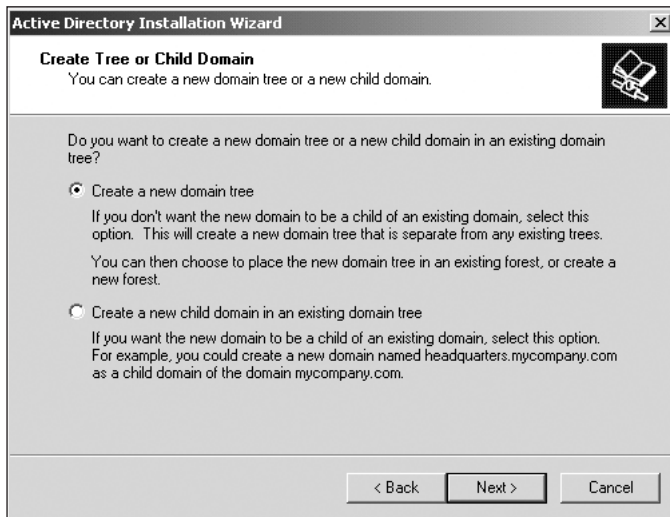 Active Directory Installation Wizard
Create Tree or Child Domain
You can create a new domain tree or a new child domain.
Do you want to create a new domain tree or a new child domain in an existing domain
tree?
Create a new domain tree
If you don't want the new domain to be a child of an existing domain, select this
option. This will create a new domain tree that is separate from any existing trees.
You can then choose to place the new domain tree in an existing forest, or create a
new forest.
Create a new child domain in an existing domain tree
If you want the new domain to be a child of an existing domain, select this option.
For example, you could create a new domain named headquarters.mycompany.com
as a child domain of the domain mycompany.com.
< Back
Next >
Cancel